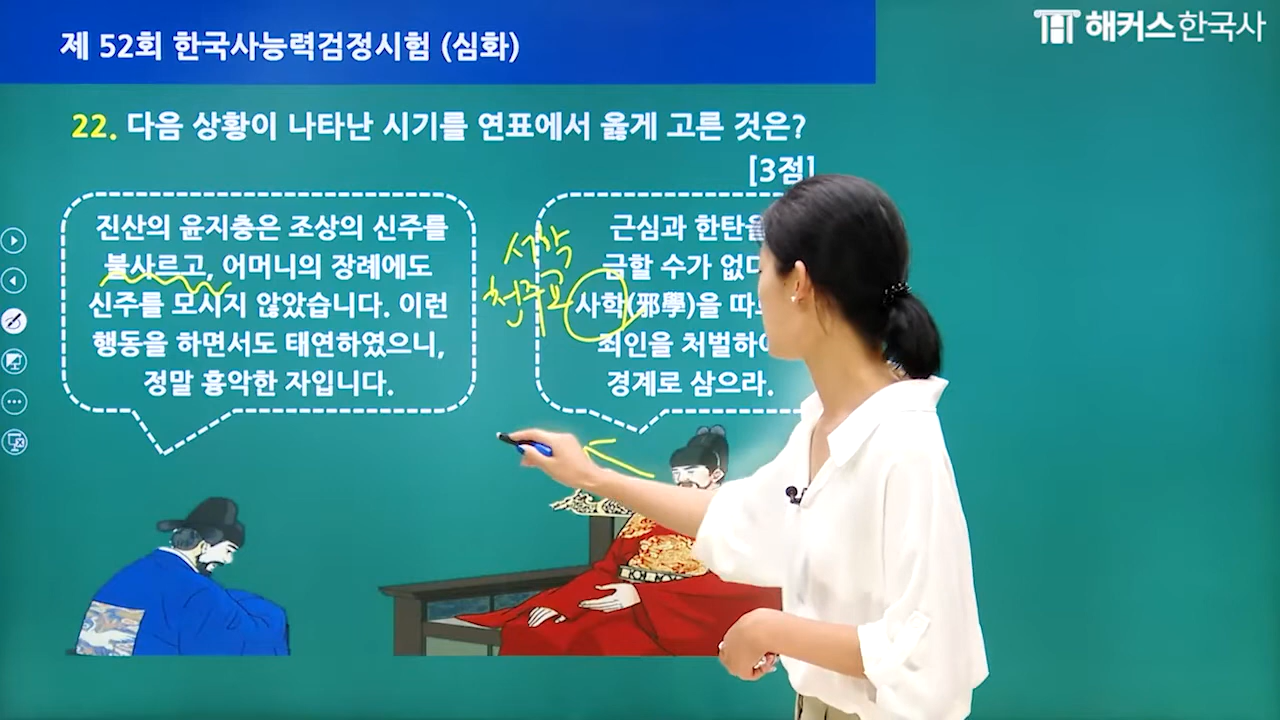 제 52회 한국사능력검정시험 (심화)
해커스한국사
22. 다음 상황이 나타난 시기를 연표에서 옳게 고른 것은?
[3점]
진산의 윤지충은 조상의 신주를
불사르고, 어머니의 장례에도
신주를 모시지 않았습니다. 이런
행동을 하면서도 태연하였으니,
정말 흉악한 자입니다.
서학
천주교
근심과 한탄을
금할 수가 없다
사학(邪學)을
죄인을 처벌하여
경계로 삼으라.